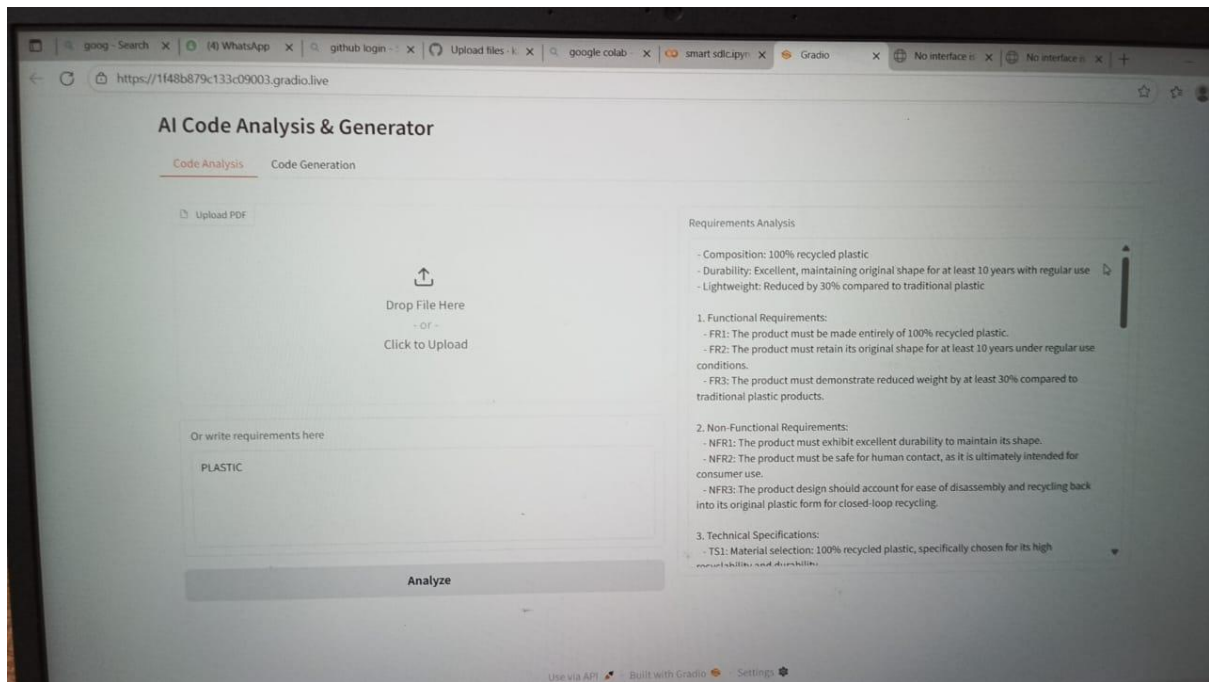 goog - Search
(4) WhatsApp
github login -
Upload files ·
google colab
smart sdlc.ipyn
Gradio
No interface is
No interface is
https://1f48b879c133c09003.gradio.live
AI Code Analysis & Generator
Code Analysis
Code Generation
Upload PDF
Drop File Here
- or -
Click to Upload
Or write requirements here
PLASTIC
Analyze
Requirements Analysis
- Composition: 100% recycled plastic
- Durability: Excellent, maintaining original shape for at least 10 years with regular use
- Lightweight: Reduced by 30% compared to traditional plastic
1. Functional Requirements:
- FR1: The product must be made entirely of 100% recycled plastic.
- FR2: The product must retain its original shape for at least 10 years under regular use
conditions.
- FR3: The product must demonstrate reduced weight by at least 30% compared to
traditional plastic products.
2. Non-Functional Requirements:
- NFR1: The product must exhibit excellent durability to maintain its shape.
- NFR2: The product must be safe for human contact, as it is ultimately intended for
consumer use.
- NFR3: The product design should account for ease of disassembly and recycling back
into its original plastic form for closed-loop recycling.
3. Technical Specifications:
- TS1: Material selection: 100% recycled plastic, specifically chosen for its high
Use via API
Built with Gradio
Settings